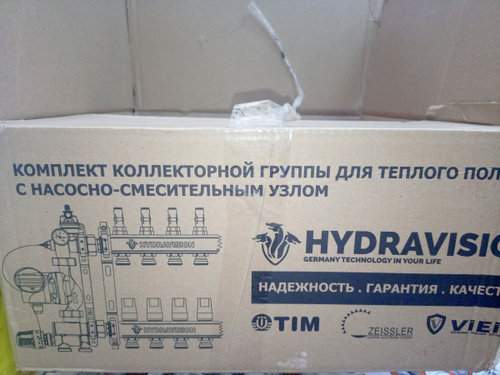 КОМПЛЕКТ КОЛЛЕКТОРНОЙ ГРУППЫ ДЛЯ ТЕПЛОГО ПОЛ
С НАСОСНО-СМЕСИТЕЛЬНЫМ УЗЛОМ
HYDRAVISION
HYDRAVISIO
GERMANY TECHNOLOGY IN YOUR LIFE
НАДЕЖНОСТЬ . ГАРАНТИЯ . КАЧЕСТ
TIM
ZEISSLER
ViEi
HYDRAVISION